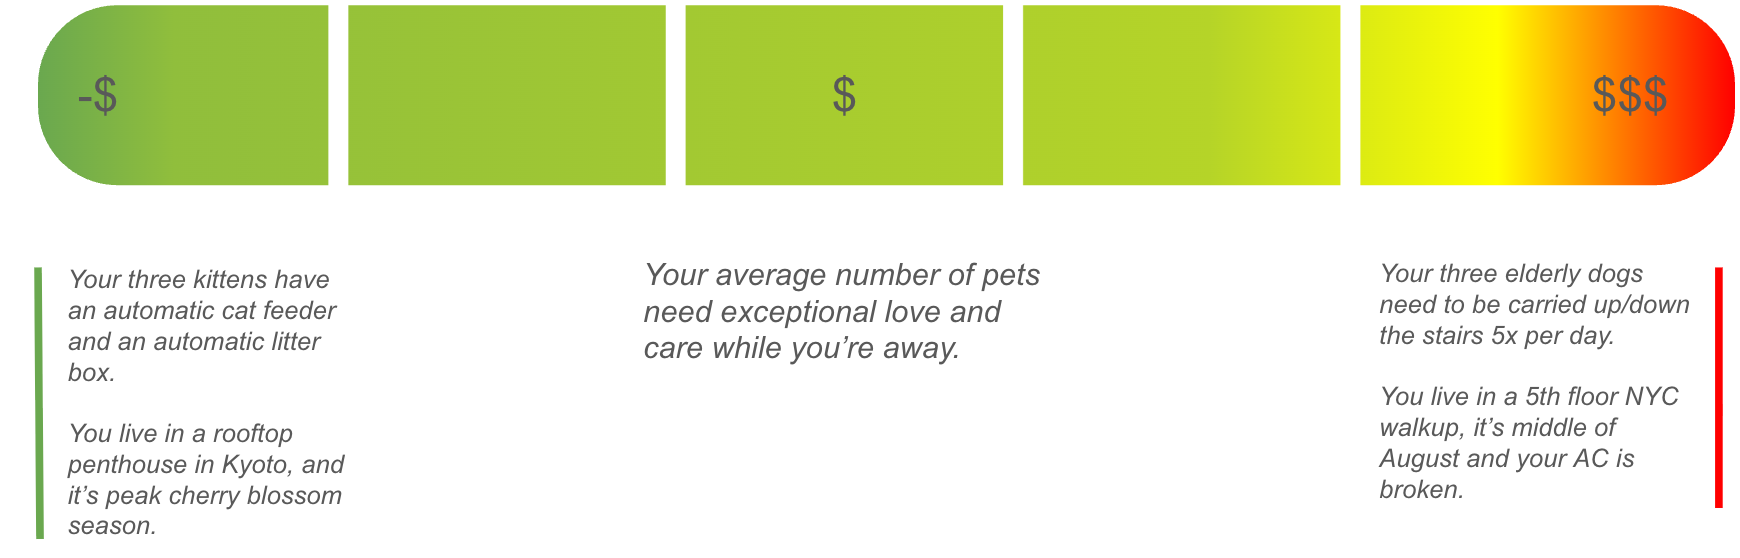 -$
$
$$$
Your three kittens have
an automatic cat feeder
and an automatic litter
box.
You live in a rooftop
penthouse in Kyoto, and
it’s peak cherry blossom
season.
Your average number of pets
need exceptional love and
care while you’re away.
Your three elderly dogs
need to be carried up/down
the stairs 5x per day.
You live in a 5th floor NYC
walkup, it’s middle of
August and your AC is
broken.